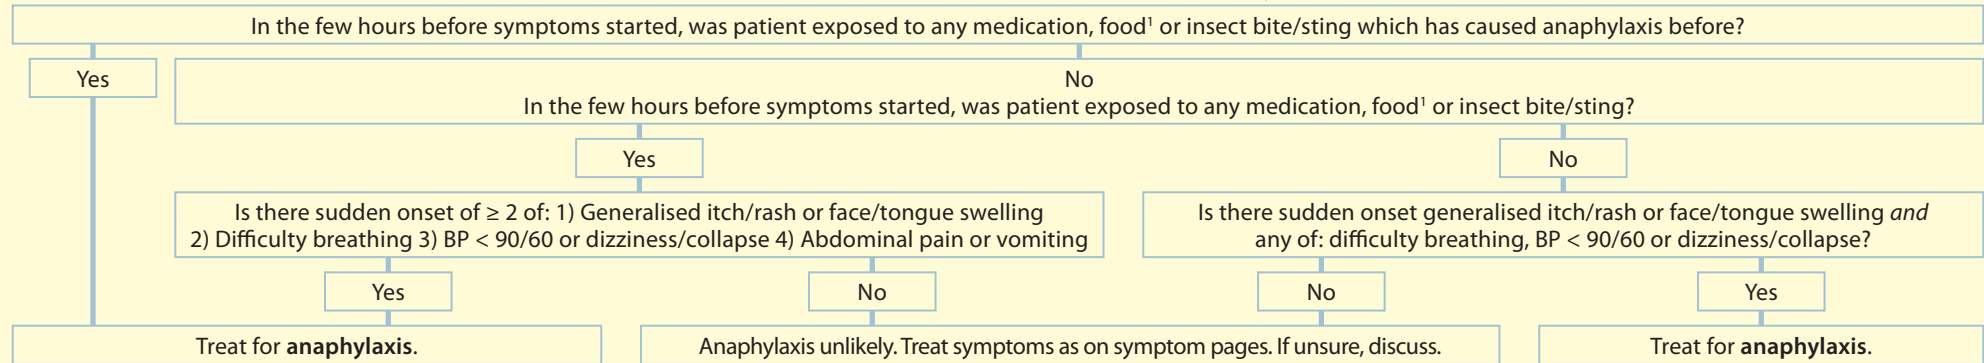 In the few hours before symptoms started, was patient exposed to any medication, food¹ or insect bite/sting which has caused anaphylaxis before?
Yes
No
In the few hours before symptoms started, was patient exposed to any medication, food¹ or insect bite/sting?
Yes
No
Is there sudden onset of ≥ 2 of: 1) Generalised itch/rash or face/tongue swelling
2) Difficulty breathing 3) BP < 90/60 or dizziness/collapse 4) Abdominal pain or vomiting
Is there sudden onset generalised itch/rash or face/tongue swelling and
any of: difficulty breathing, BP < 90/60 or dizziness/collapse?
Yes
No
No
Yes
Treat for anaphylaxis.
Anaphylaxis unlikely. Treat symptoms as on symptom pages. If unsure, discuss.
Treat for anaphylaxis.